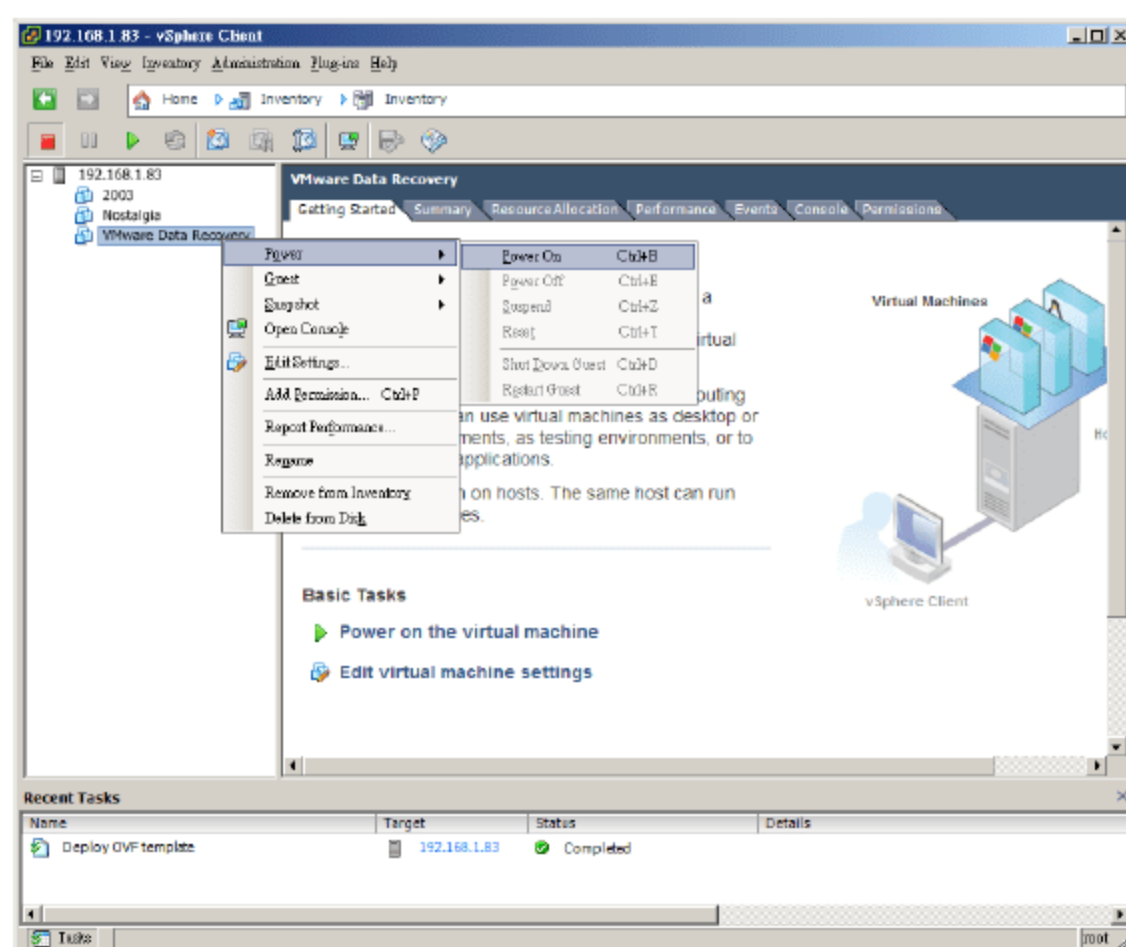 192.168.1.83 - vSphere Client
File Edit View Inventory Administration Plug-ins Help
Home Inventory Inventory
192.168.1.83
2003
Nostalgia
VMware Data Recovery
VMware Data Recovery
Getting Started Summary Resource Allocation Performance Events Console Permissions
Power
Guest
Snapshot
Open Console
Edit Settings...
Add Permission... Ctrl+P
Report Performance...
Rename
Remove from Inventory
Delete from Disk
Power On Ctrl+B
Power Off Ctrl+E
Suspend Ctrl+Z
Reset Ctrl+T
Shut Down Guest Ctrl+D
Restart Guest Ctrl+R
a
irtual
puting
an use virtual machines as desktop or
ments, as testing environments, or to
applications.
n on hosts. The same host can run
es.
Virtual Machines
Ho
vSphere Client
Basic Tasks
Power on the virtual machine
Edit virtual machine settings
Recent Tasks
Name Target Status Details
Deploy OVF template 192.168.1.83 Completed
Tasks
root